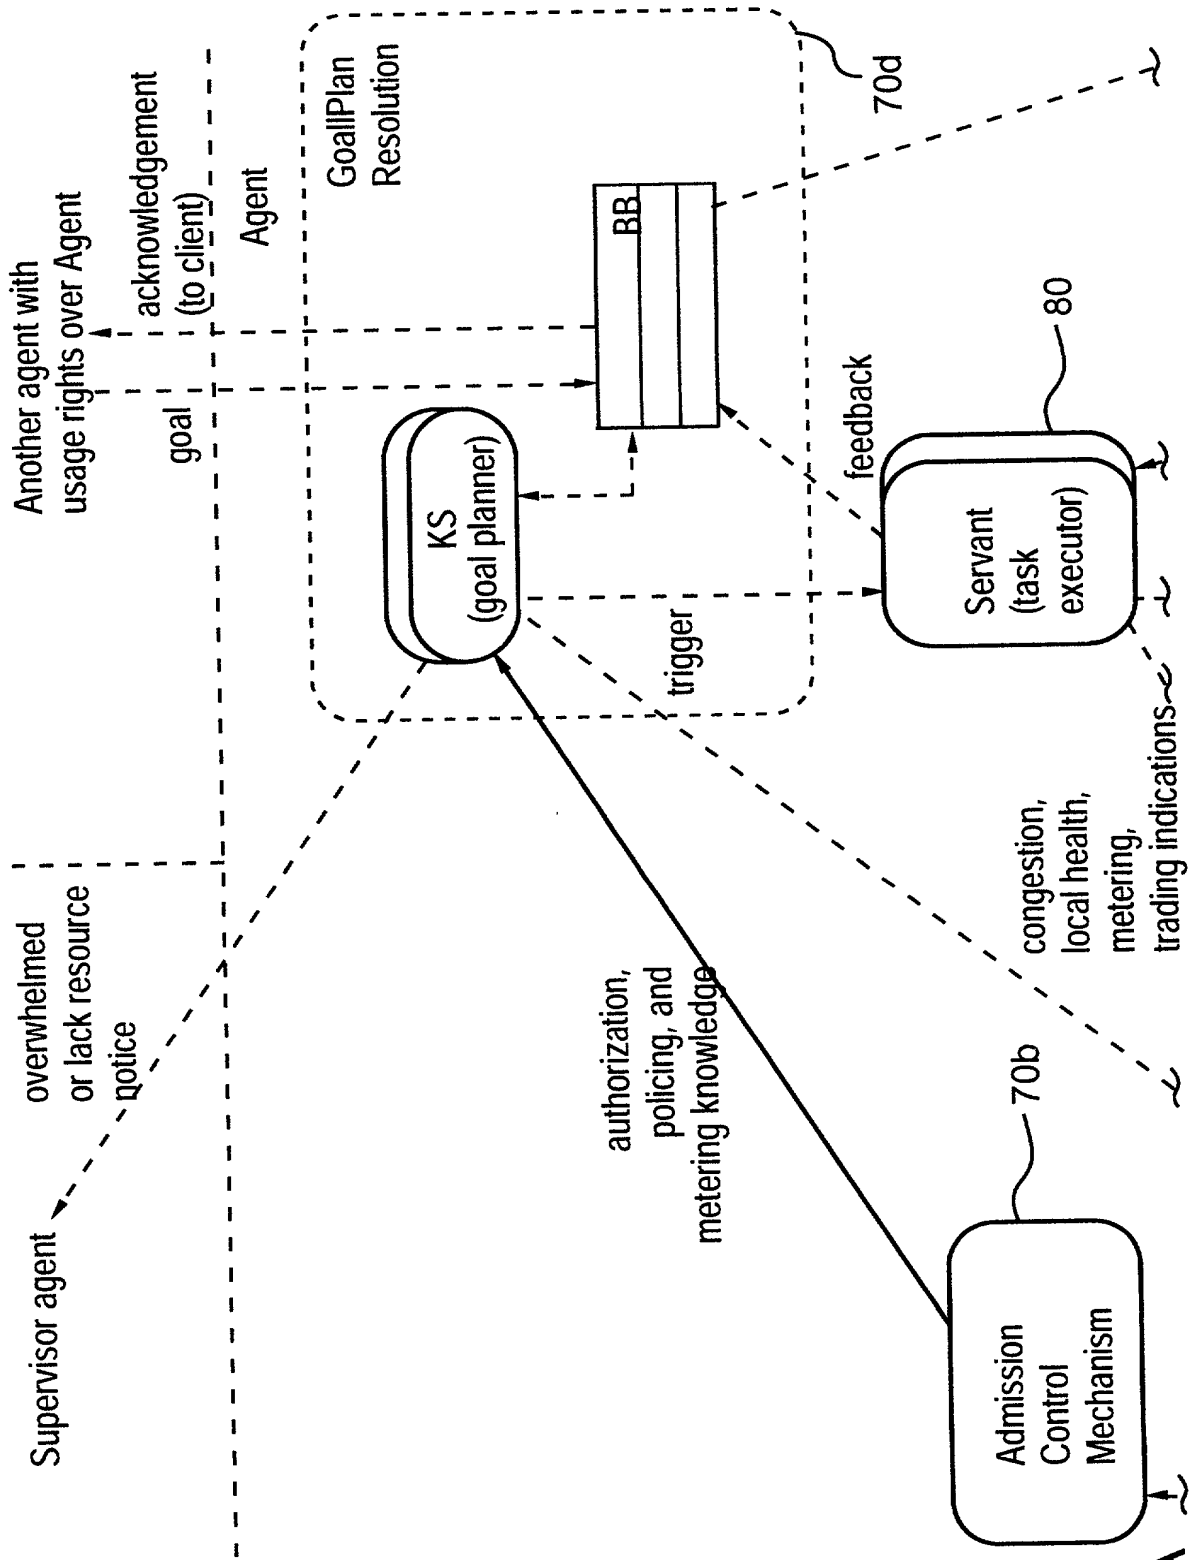 Supervisor agent
overwhelmed
or lack resource
notice
Another agent with
usage rights over Agent
goal
acknowledgement
(to client)
Agent
GoallPlan
Resolution
KS
(goal planner)
BB
70d
trigger
feedback
80
Servant
(task
executor)
authorization,
policing, and
metering knowledge
congestion,
local health,
metering,
trading indications
70b
Admission
Control
Mechanism